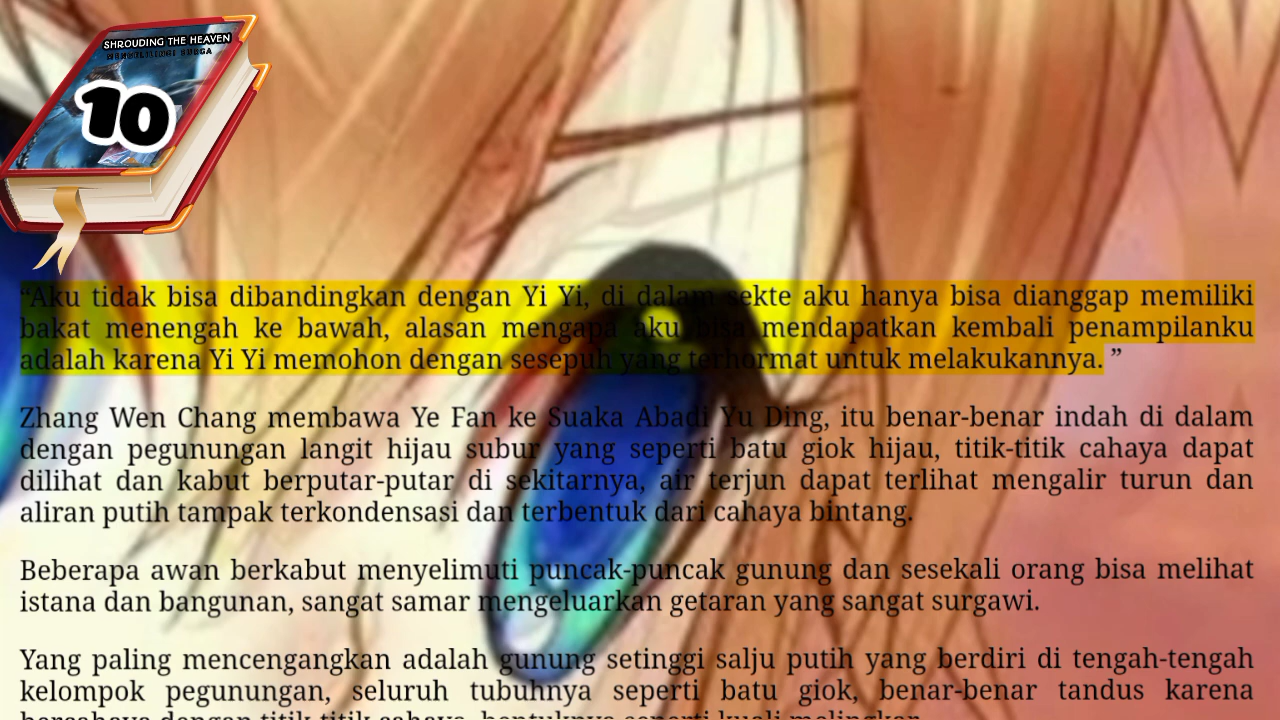 SHROUDING THE HEAVEN
10
“Aku tidak bisa dibandingkan dengan Yi Yi, di dalam sekte aku hanya bisa dianggap memiliki
bakat menengah ke bawah, alasan mengapa aku bisa mendapatkan kembali penampilanku
adalah karena Yi Yi memohon dengan sesepuh yang terhormat untuk melakukannya. ”
Zhang Wen Chang membawa Ye Fan ke Suaka Abadi Yu Ding, itu benar-benar indah di dalam
dengan pegunungan langit hijau subur yang seperti batu giok hijau, titik-titik cahaya dapat
dilihat dan kabut berputar-putar di sekitarnya, air terjun dapat terlihat mengalir turun dan
aliran putih tampak terkondensasi dan terbentuk dari cahaya bintang.
Beberapa awan berkabut menyelimuti puncak-puncak gunung dan sesekali orang bisa melihat
istana dan bangunan, sangat samar mengeluarkan getaran yang sangat surgawi.
Yang paling mencengangkan adalah gunung setinggi salju putih yang berdiri di tengah-tengah
kelompok pegunungan, seluruh tubuhnya seperti batu giok, benar-benar tandus karena